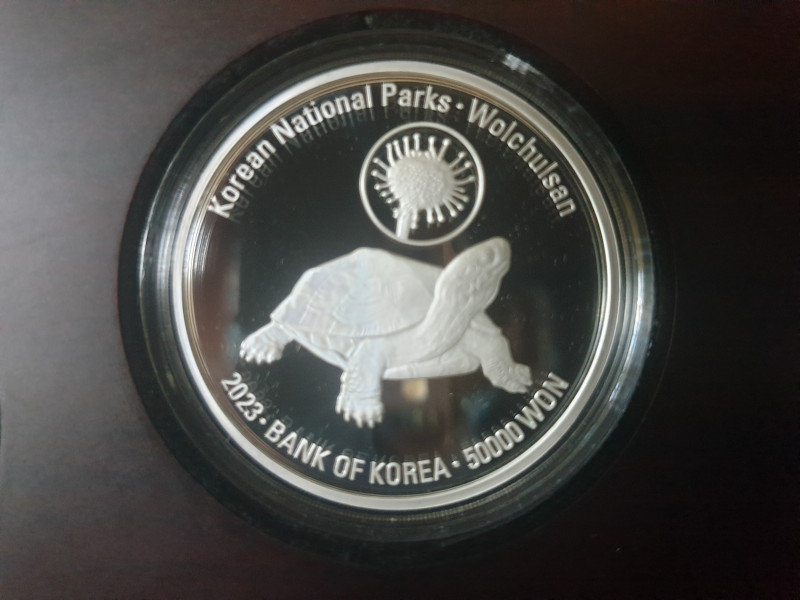 Korean National Parks · Wolchulsan
2023 · BANK OF KOREA · 50000 WON